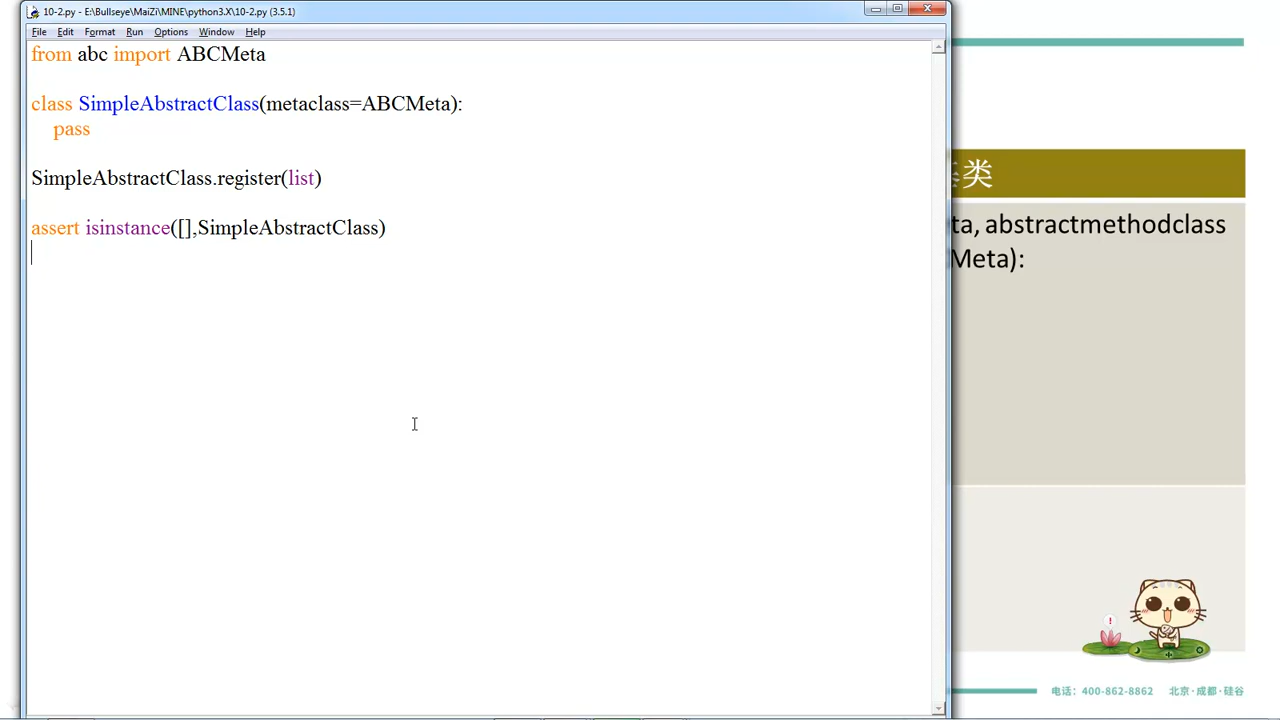 10-2.py - E:\Bullseye\MaiZi\MINE\python3.X\10-2.py (3.5.1)
File Edit Format Run Options Window Help
from abc import ABCMeta
class SimpleAbstractClass(metaclass=ABCMeta):
pass
SimpleAbstractClass.register(list)
assert isinstance([],SimpleAbstractClass)
类
ta, abstractmethodclass
Meta):
!
电话：400-862-8862 北京·成都·硅谷